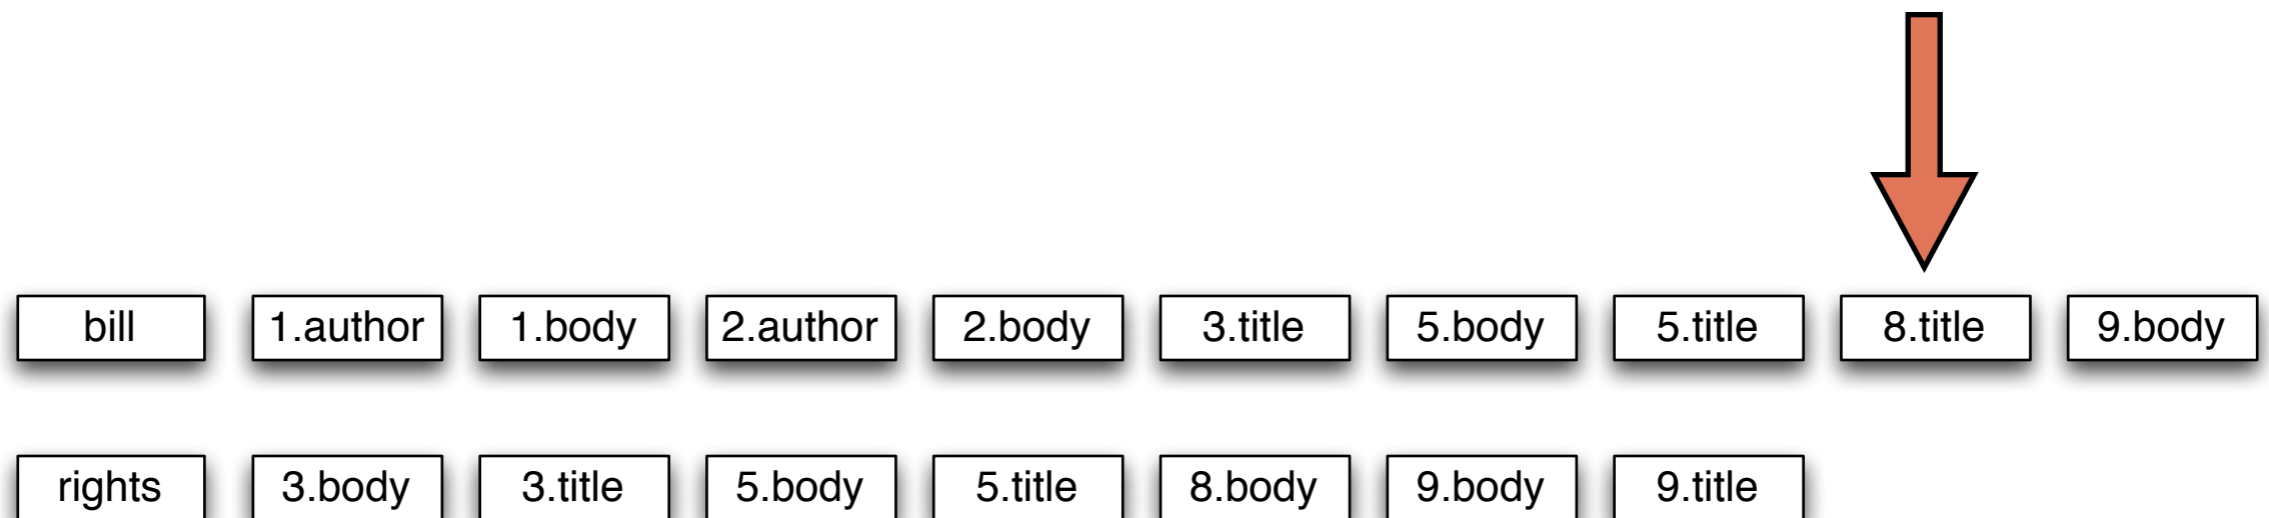 bill 1.author 1.body 2.author 2.body 3.title 5.body 5.title 8.title 9.body
rights 3.body 3.title 5.body 5.title 8.body 9.body 9.title